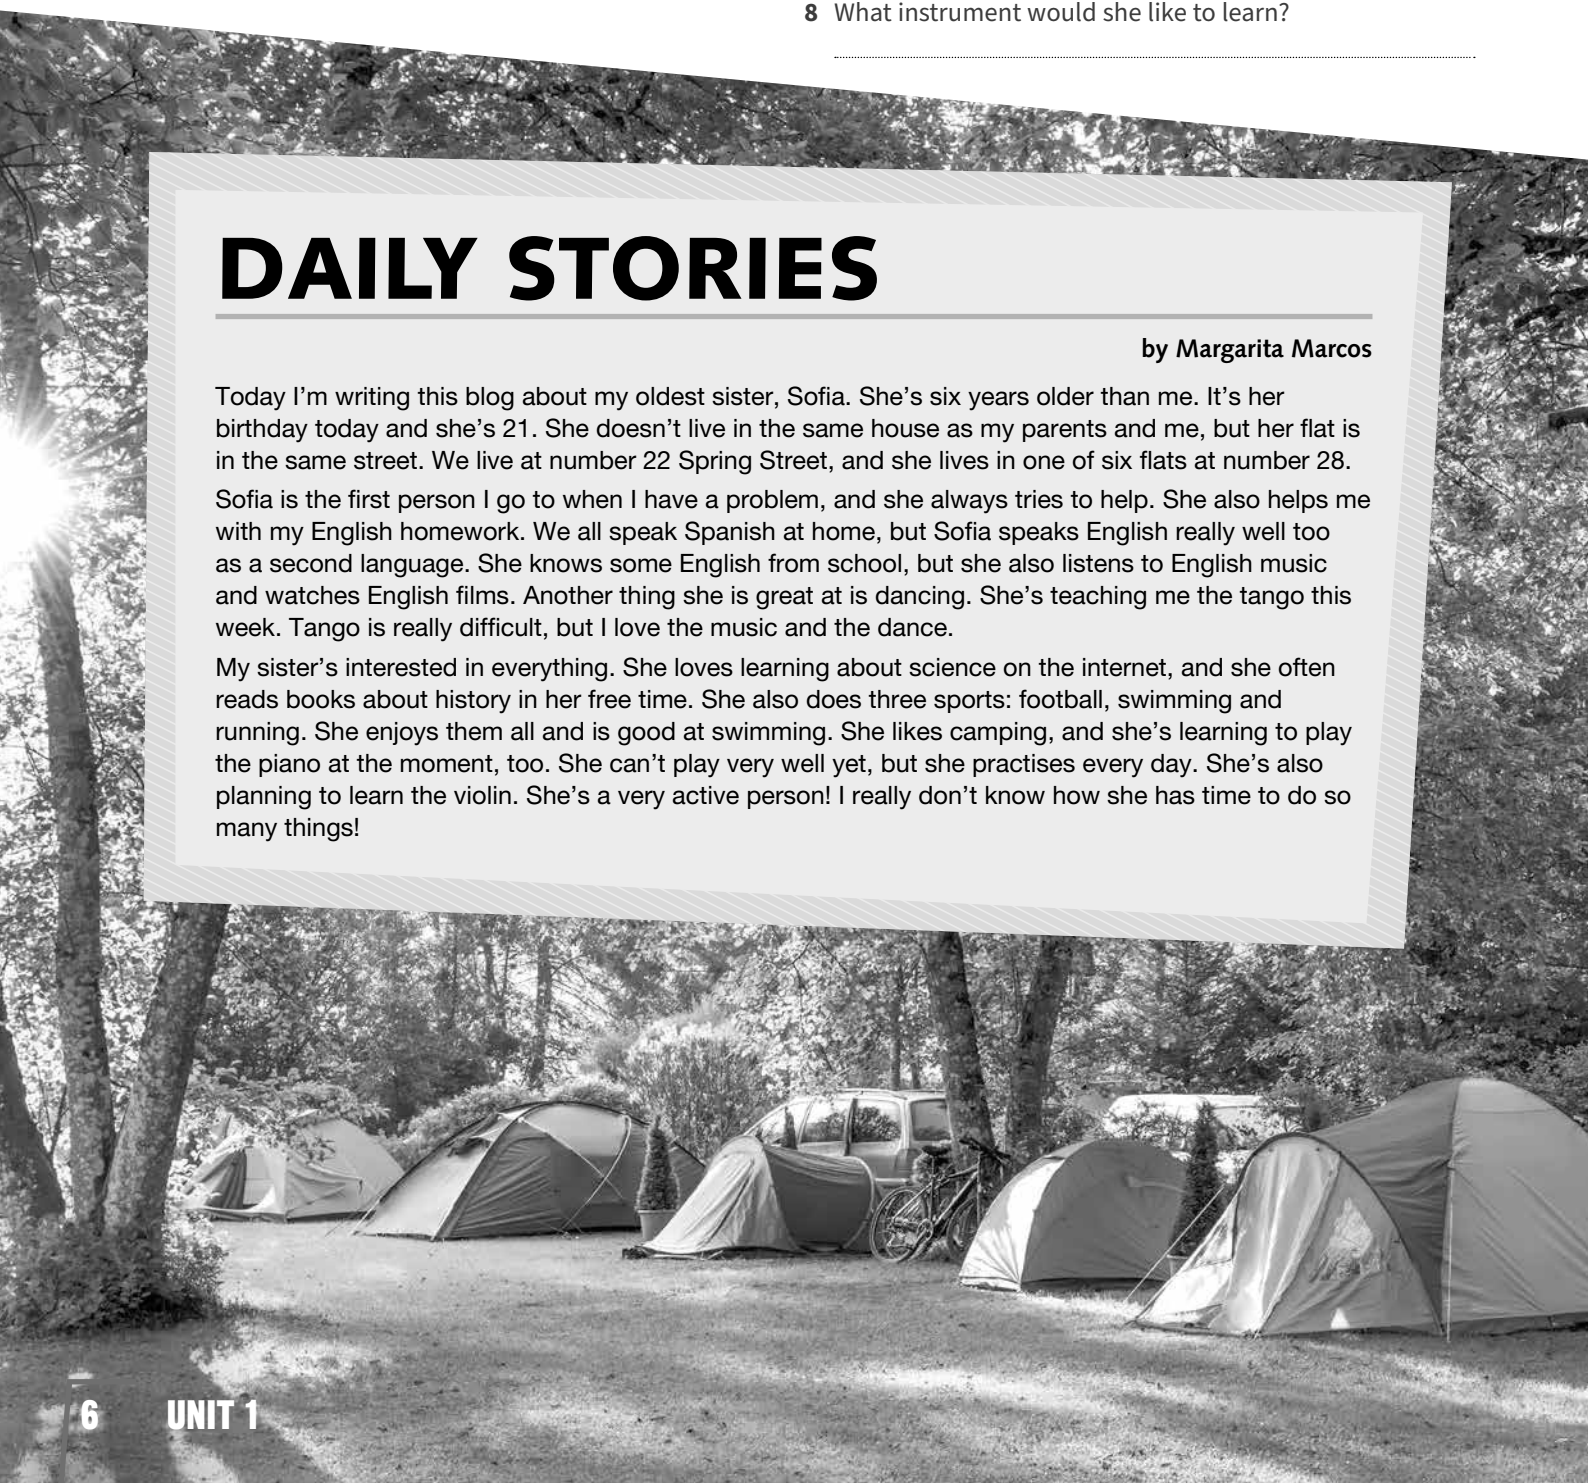 8 What instrument would she like to learn?
DAILY STORIES
by Margarita Marcos
Today I'm writing this blog about my oldest sister, Sofia. She's six years older than me. It's her
birthday today and she's 21. She doesn't live in the same house as my parents and me, but her flat is
in the same street. We live at number 22 Spring Street, and she lives in one of six flats at number 28.
Sofia is the first person I go to when I have a problem, and she always tries to help. She also helps me
with my English homework. We all speak Spanish at home, but Sofia speaks English really well too
as a second language. She knows some English from school, but she also listens to English music
and watches English films. Another thing she is great at is dancing. She's teaching me the tango this
week. Tango is really difficult, but I love the music and the dance.
My sister's interested in everything. She loves learning about science on the internet, and she often
reads books about history in her free time. She also does three sports: football, swimming and
running. She enjoys them all and is good at swimming. She likes camping, and she's learning to play
the piano at the moment, too. She can't play very well yet, but she practises every day. She's also
planning to learn the violin. She's a very active person! I really don't know how she has time to do so
many things!
6 UNIT 1